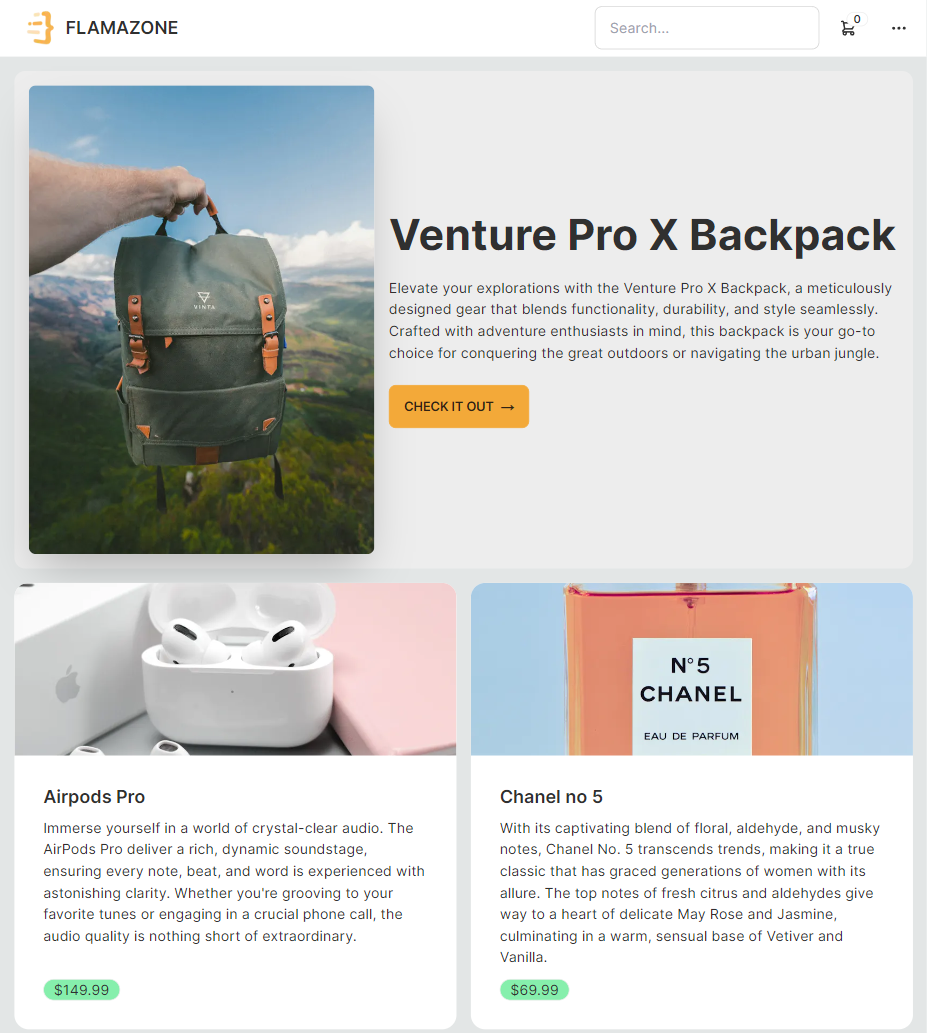 FLAMAZONE
Search...
0
VINTA
Venture Pro X Backpack
Elevate your explorations with the Venture Pro X Backpack, a meticulously
designed gear that blends functionality, durability, and style seamlessly.
Crafted with adventure enthusiasts in mind, this backpack is your go-to
choice for conquering the great outdoors or navigating the urban jungle.
CHECK IT OUT →
N°5
CHANEL
EAU DE PARFUM
Airpods Pro
Immerse yourself in a world of crystal-clear audio. The
AirPods Pro deliver a rich, dynamic soundstage,
ensuring every note, beat, and word is experienced with
astonishing clarity. Whether you're grooving to your
favorite tunes or engaging in a crucial phone call, the
audio quality is nothing short of extraordinary.
$149.99
Chanel no 5
With its captivating blend of floral, aldehyde, and musky
notes, Chanel No. 5 transcends trends, making it a true
classic that has graced generations of women with its
allure. The top notes of fresh citrus and aldehydes give
way to a heart of delicate May Rose and Jasmine,
culminating in a warm, sensual base of Vetiver and
Vanilla.
$69.99